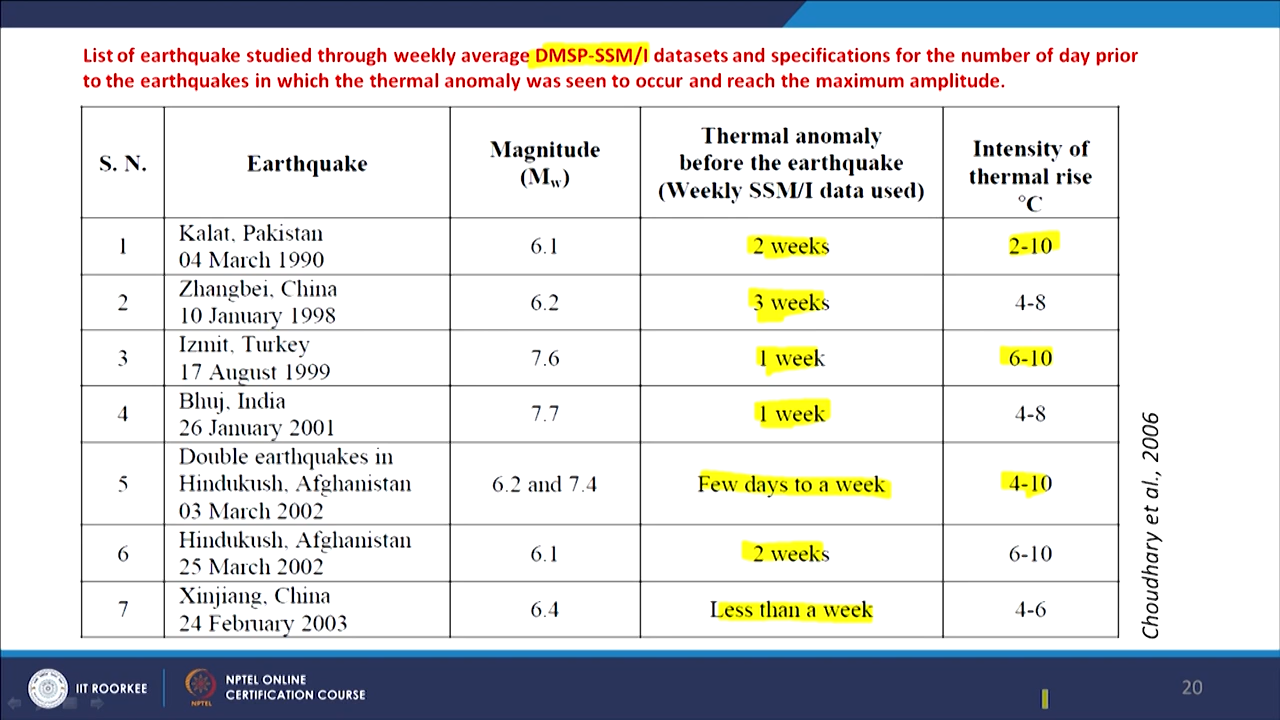 List of earthquake studied through weekly average DMSP-SSM/I datasets and specifications for the number of day prior
to the earthquakes in which the thermal anomaly was seen to occur and reach the maximum amplitude.
S. N.
Earthquake
Magnitude
(Mw)
Thermal anomaly
before the earthquake
(Weekly SSM/I data used)
Intensity of
thermal rise
°C
1
Kalat, Pakistan
04 March 1990
6.1
2 weeks
2-10
2
Zhangbei, China
10 January 1998
6.2
3 weeks
4-8
3
Izmit, Turkey
17 August 1999
7.6
1 week
6-10
4
Bhuj, India
26 January 2001
7.7
1 week
4-8
5
Double earthquakes in
Hindukush, Afghanistan
03 March 2002
6.2 and 7.4
Few days to a week
4-10
6
Hindukush, Afghanistan
25 March 2002
6.1
2 weeks
6-10
7
Xinjiang, China
24 February 2003
6.4
Less than a week
4-6
Choudhary et al., 2006
IIT ROORKEE
NPTEL
NPTEL ONLINE
CERTIFICATION COURSE
20